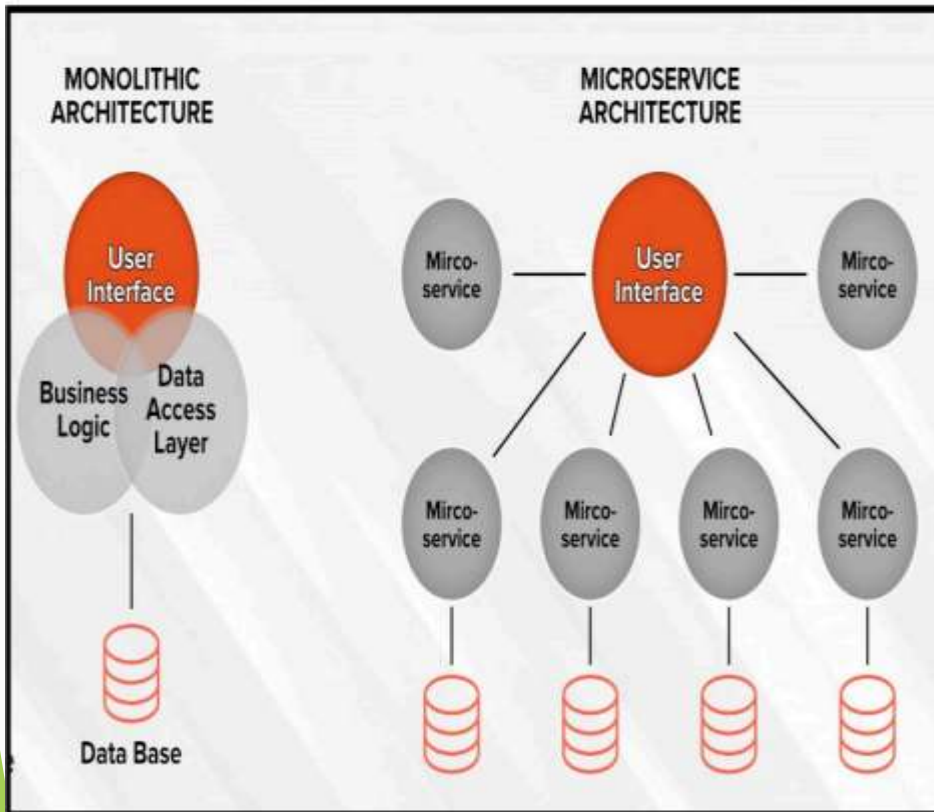 MONOLITHIC
ARCHITECTURE
User
Interface
Business
Logic
Data
Access
Layer
Data Base
MICROSERVICE
ARCHITECTURE
Mirco-
service
User
Interface
Mirco-
service
Mirco-
service
Mirco-
service
Mirco-
service
Mirco-
service